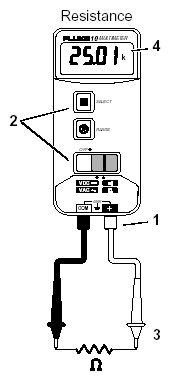 Resistance
FLUKE 10 MULTIMETER
4
25.01 k
SELECT
2
RANGE
OFF
VDC
VAC
COM
1
3
Ω